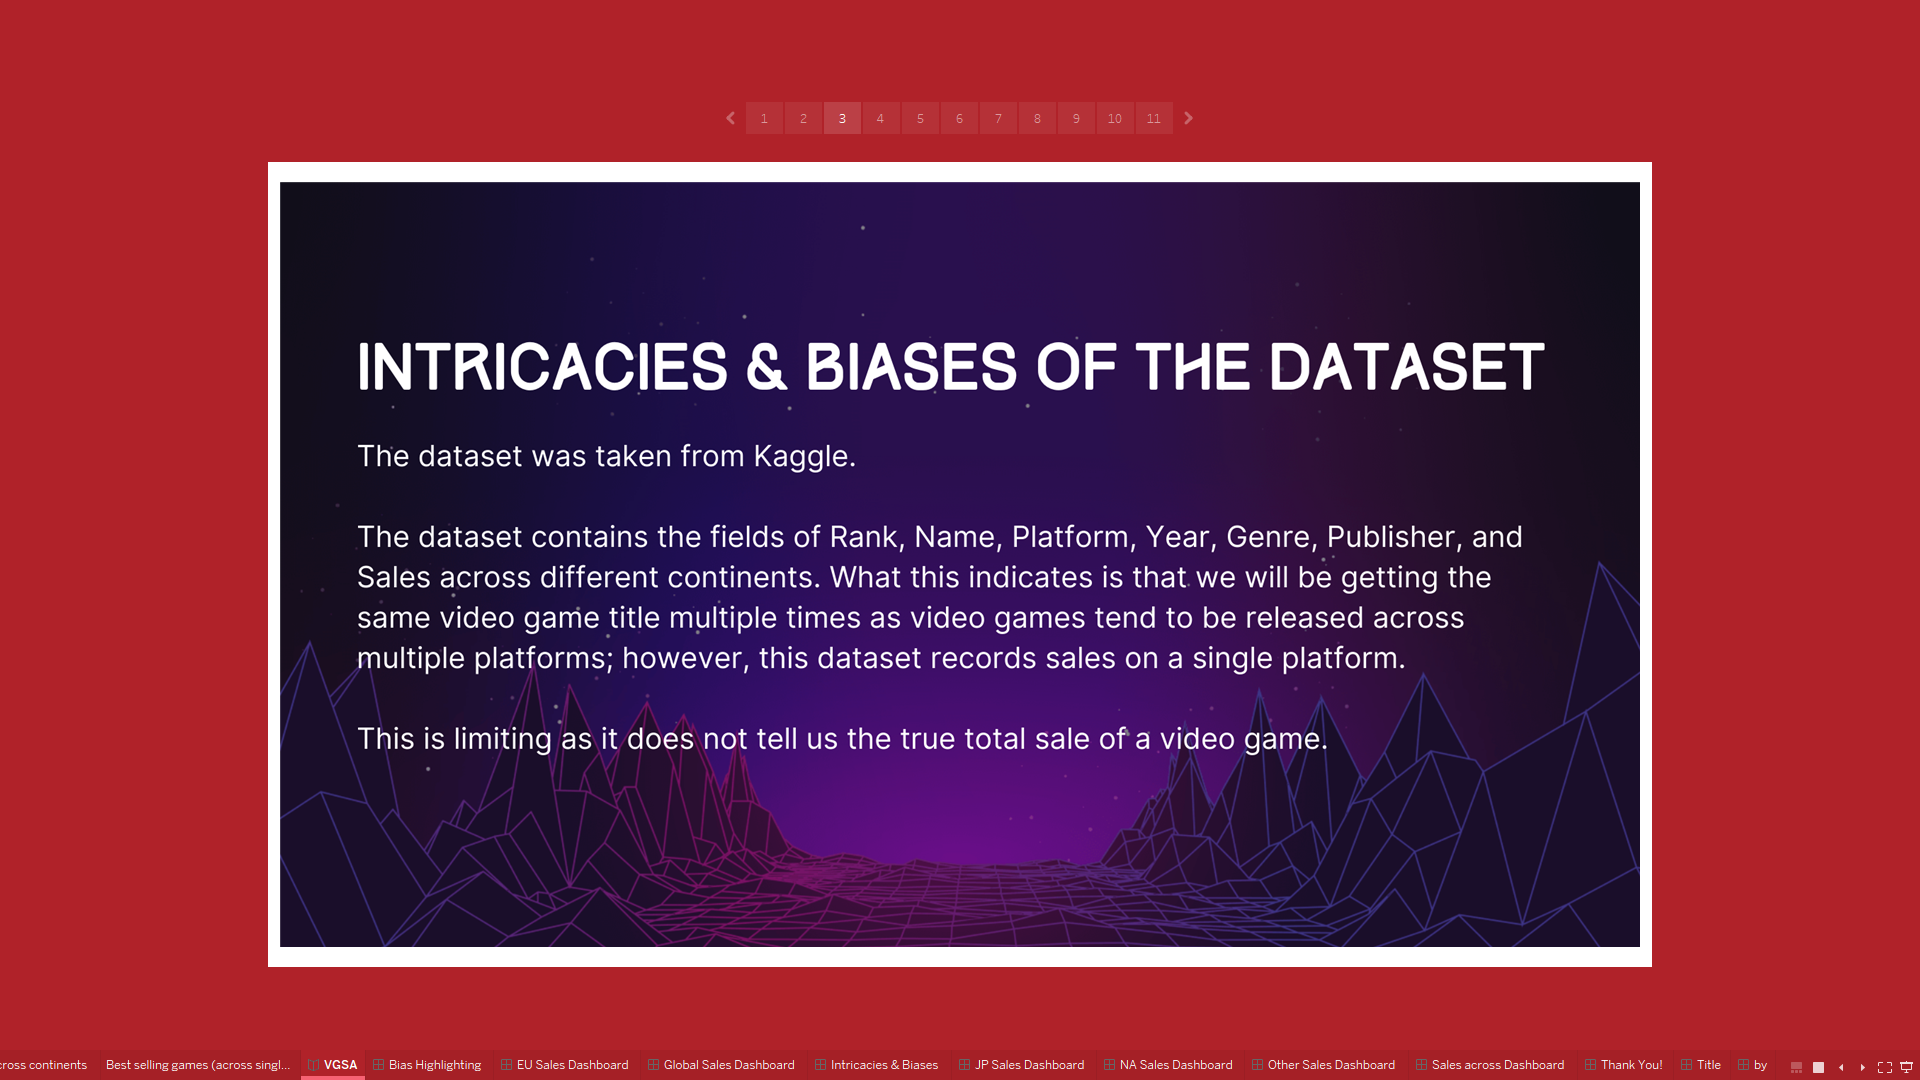 1 2 3 4 5 6 7 8 9 10 11
INTRICACIES & BIASES OF THE DATASET
The dataset was taken from Kaggle.
The dataset contains the fields of Rank, Name, Platform, Year, Genre, Publisher, and
Sales across different continents. What this indicates is that we will be getting the
same video game title multiple times as video games tend to be released across
multiple platforms; however, this dataset records sales on a single platform.
This is limiting as it does not tell us the true total sale of a video game.
cross continents Best selling games (across singl... VGSA Bias Highlighting EU Sales Dashboard Global Sales Dashboard Intricacies & Biases JP Sales Dashboard NA Sales Dashboard Other Sales Dashboard Sales across Dashboard Thank You! Title by